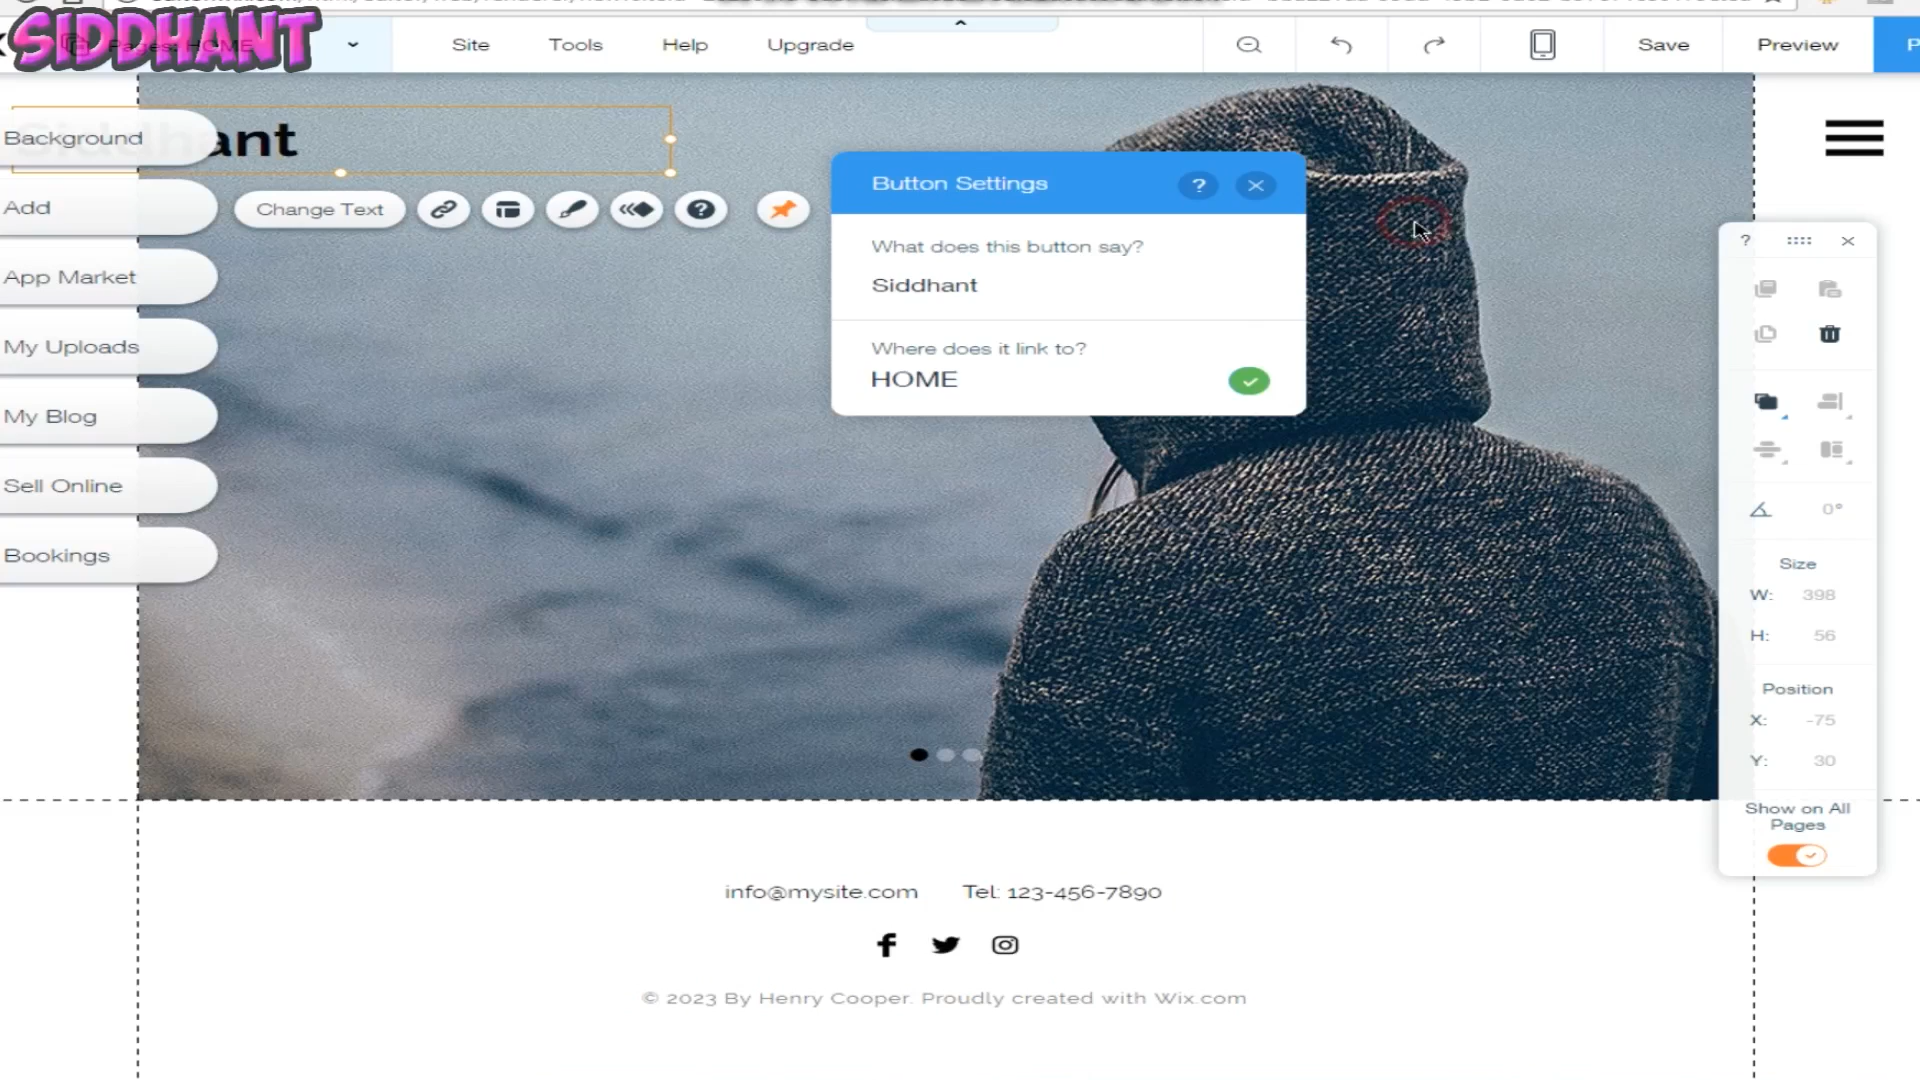 SIDDHANT
Pages: HOME
Site
Tools
Help
Upgrade
Save
Preview
Siddhant
Background
Add
App Market
My Uploads
My Blog
Sell Online
Bookings
Change Text
?
Button Settings
?
What does this button say?
Siddhant
Where does it link to?
HOME
?
0°
Size
W: 398
H: 56
Position
X: -75
Y: 30
Show on All
Pages
info@mysite.com Tel: 123-456-7890
© 2023 By Henry Cooper. Proudly created with Wix.com